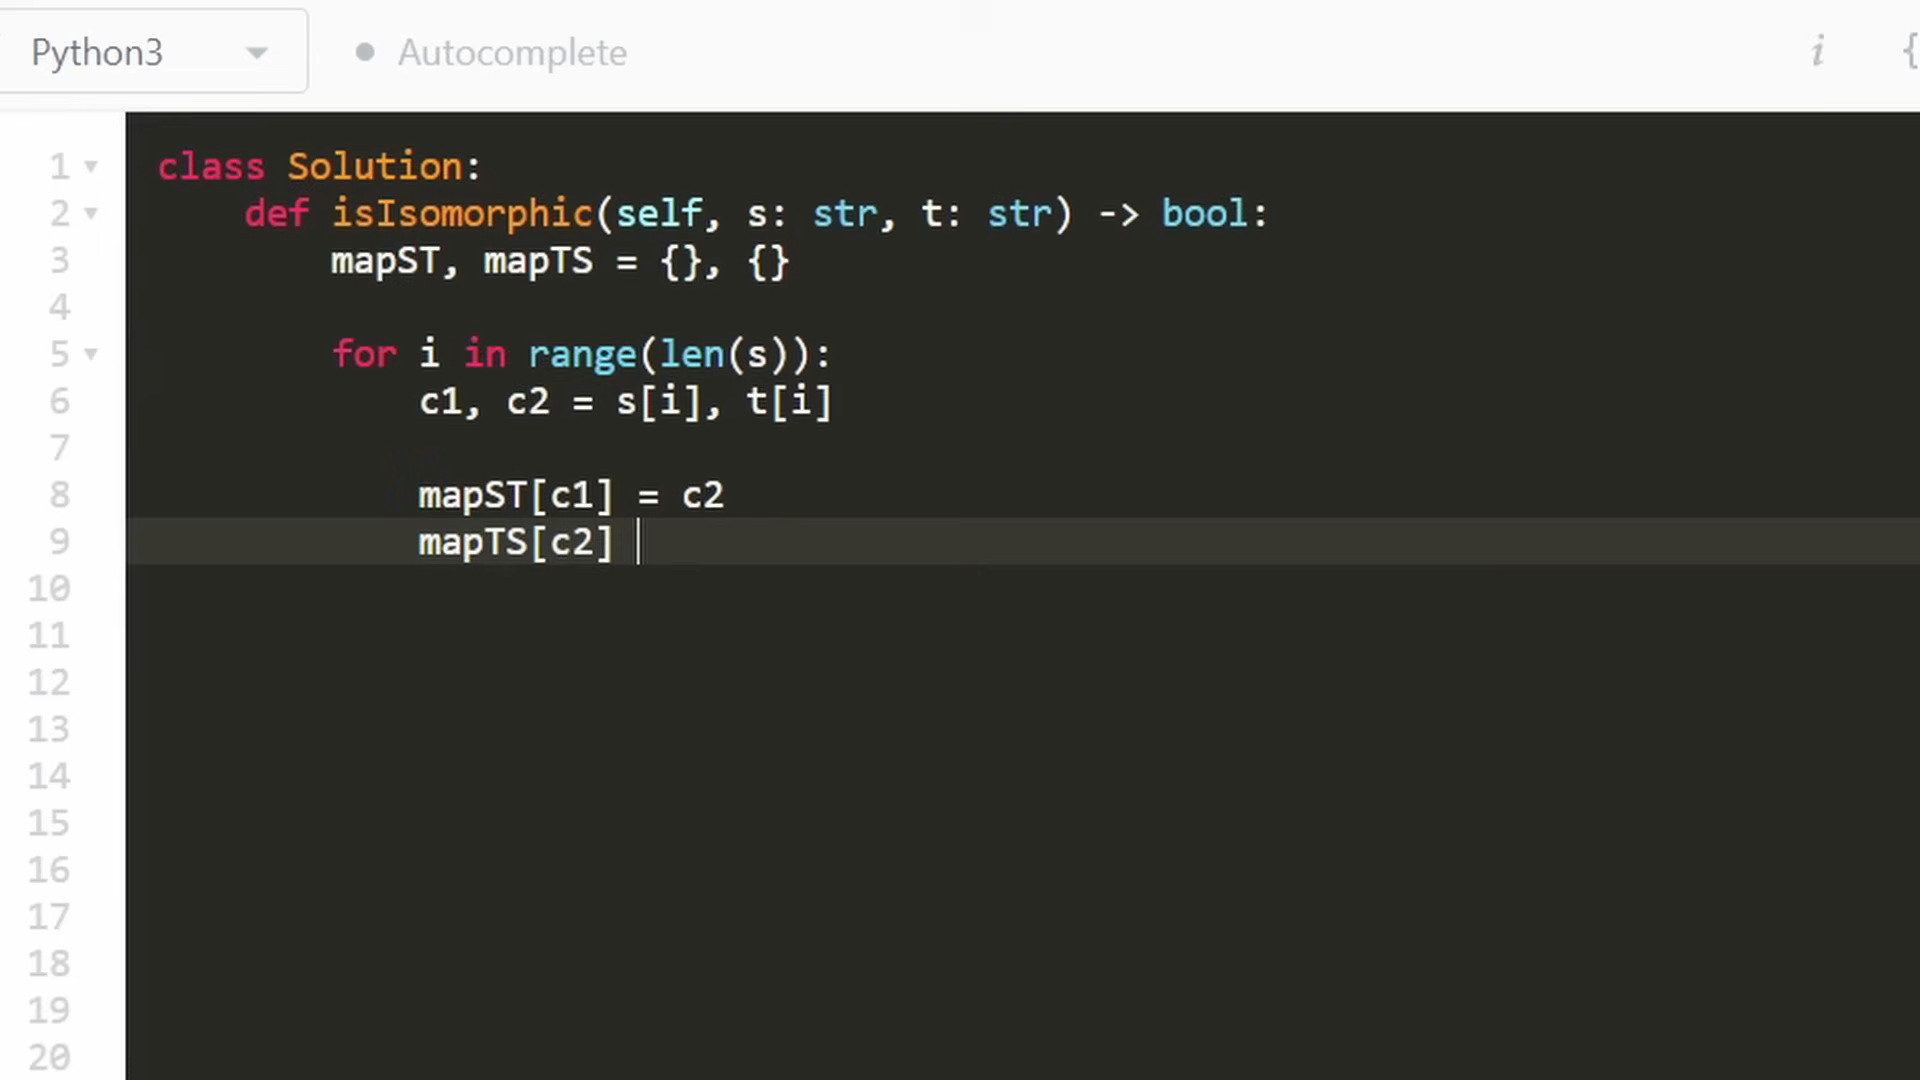 Python3
Autocomplete
i
{
1 class Solution:
2 def isIsomorphic(self, s: str, t: str) -> bool:
3 mapST, mapTS = {}, {}
4
5 for i in range(len(s)):
6 c1, c2 = s[i], t[i]
7
8 mapST[c1] = c2
9 mapTS[c2]
10
11
12
13
14
15
16
17
18
19
20